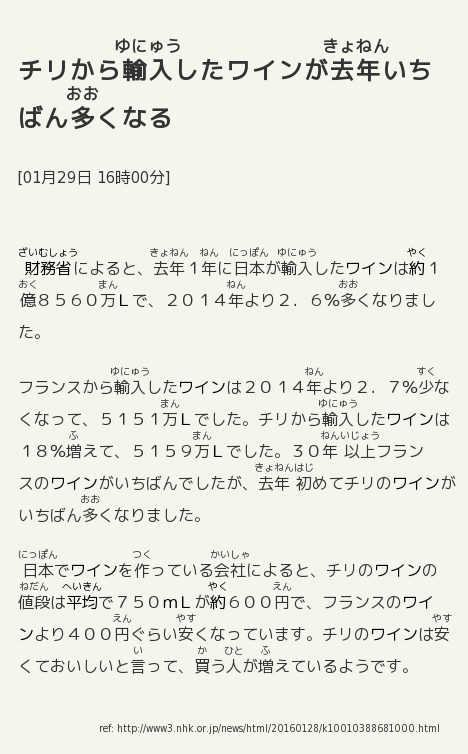 チリから輸入したワインが去年いち
ばん多くなる
[01月29日 16時00分]
財務省によると、去年１年に日本が輸入したワインは約１
億８５６０万Ｌで、２０１４年より２．６％多くなりまし
た。
フランスから輸入したワインは２０１４年より２．７％少な
くなって、５１５１万Ｌでした。チリから輸入したワインは
１８％増えて、５１５９万Ｌでした。３０年 以上フラン
スのワインがいちばんでしたが、去年 初めてチリのワインが
いちばん多くなりました。
日本でワインを作っている会社によると、チリのワインの
値段は平均で７５０ｍＬが約６００円で、フランスのワイ
ンより４００円ぐらい安くなっています。チリのワインは安
くておいしいと言って、買う人が増えているようです。
ref: http://www3.nhk.or.jp/news/html/20160128/k10010388681000.html